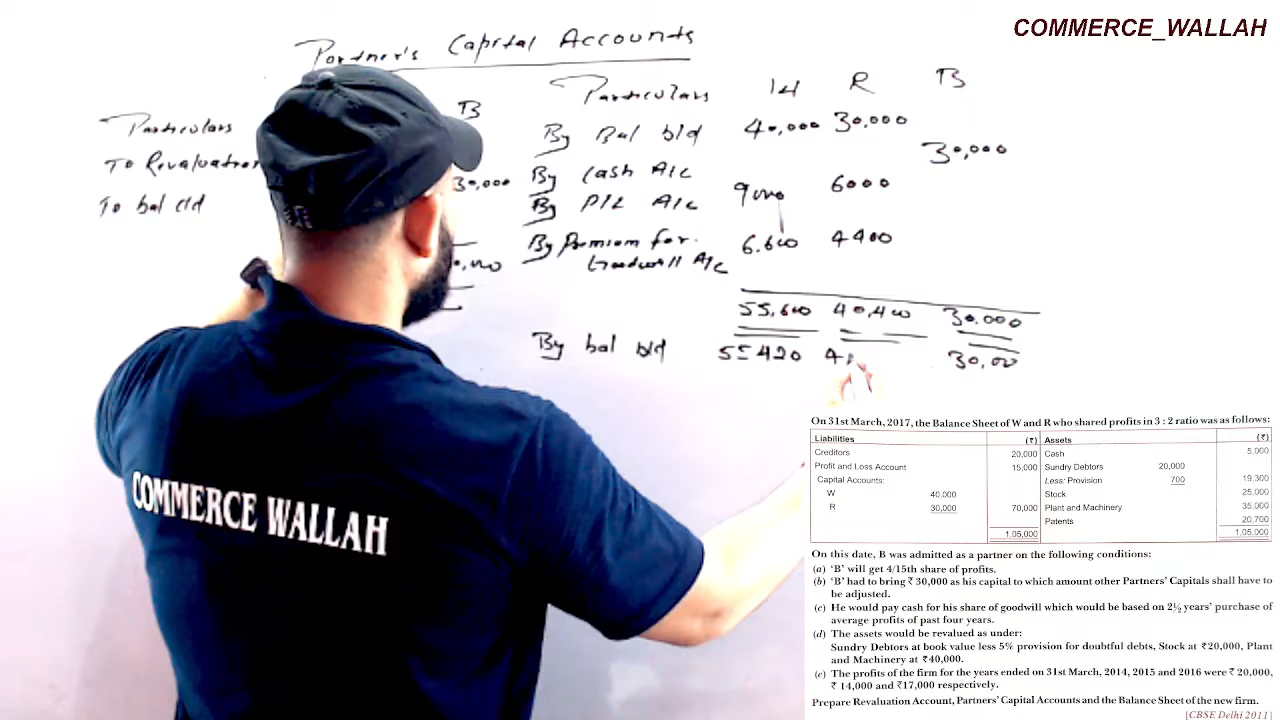 COMMERCE_WALLAH
Partner's Capital Accounts
Particulars B Particulars W R B
To Revaluation By Bal b/d 40,000 30,000
By Cash A/c 30,000
To bal c/d 30,000 By P/L A/c 9000 6000
By Premium for 6,600 4400
Goodwill A/c
55,600 40,400 30,000
By bal b/d 55420 30,00
COMMERCE WALLAH
On 31st March, 2017, the Balance Sheet of W and R who shared profits in 3 : 2 ratio was as follows:
Liabilities (₹) Assets (₹)
Creditors 20,000 Cash 5,000
Profit and Loss Account 15,000 Sundry Debtors 20,000
Capital Accounts: Less: Provision 700 19,300
W 40,000 Stock 25,000
R 30,000 70,000 Plant and Machinery 35,000
Patents 20,700
1,05,000 1,05,000
On this date, B was admitted as a partner on the following conditions:
(a) 'B' will get 4/15th share of profits.
(b) 'B' had to bring ₹ 30,000 as his capital to which amount other Partners' Capitals shall have to
be adjusted.
(c) He would pay cash for his share of goodwill which would be based on 2½ years' purchase of
average profits of past four years.
(d) The assets would be revalued as under:
Sundry Debtors at book value less 5% provision for doubtful debts, Stock at ₹20,000, Plant
and Machinery at ₹40,000.
(e) The profits of the firm for the years ended on 31st March, 2014, 2015 and 2016 were ₹ 20,000,
₹ 14,000 and ₹17,000 respectively.
Prepare Revaluation Account, Partners' Capital Accounts and the Balance Sheet of the new firm.
[CBSE Delhi 2011]